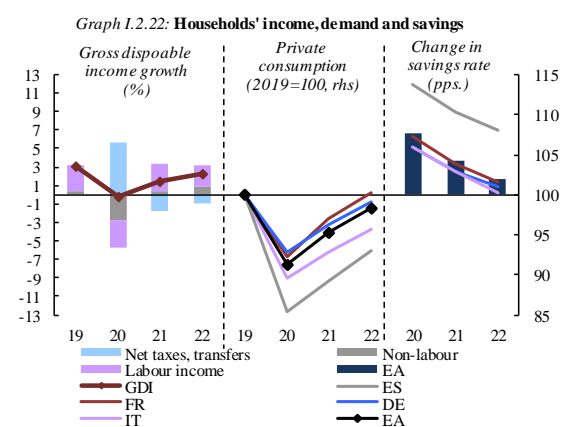 Graph I.2.22: Households' income, demand and savings
Gross dispoable
income growth
(%)
Private
consumption
(2019=100, rhs)
Change in
savings rate
(pps.)
13
11
9
7
5
3
1
-1
-3
-5
-7
-9
-11
-13
115
110
105
100
95
90
85
19 20 21 22 19 20 21 22 20 21 22
Net taxes, transfers
Non-labour
Labour income
EA
GDI
ES
FR
DE
IT
EA